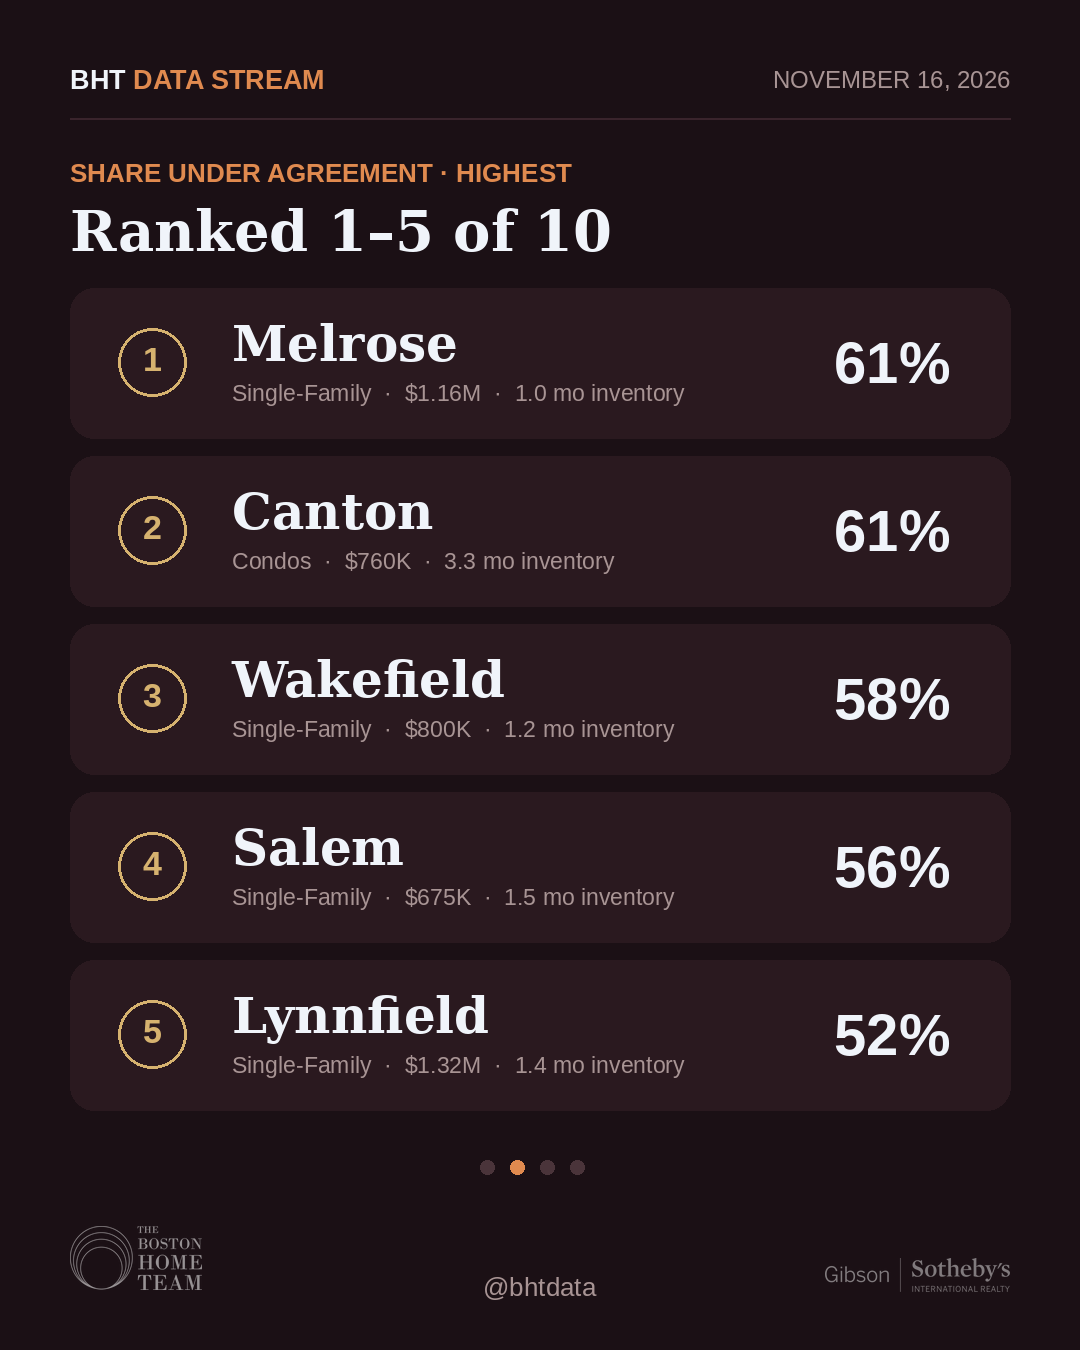 BHT DATA STREAM
NOVEMBER 16, 2026
SHARE UNDER AGREEMENT · HIGHEST
Ranked 1–5 of 10
1
Melrose
Single-Family · $1.16M · 1.0 mo inventory
61%
2
Canton
Condos · $760K · 3.3 mo inventory
61%
3
Wakefield
Single-Family · $800K · 1.2 mo inventory
58%
4
Salem
Single-Family · $675K · 1.5 mo inventory
56%
5
Lynnfield
Single-Family · $1.32M · 1.4 mo inventory
52%
THE
BOSTON
HOME
TEAM
@bhtdata
Gibson
Sotheby's
INTERNATIONAL REALTY